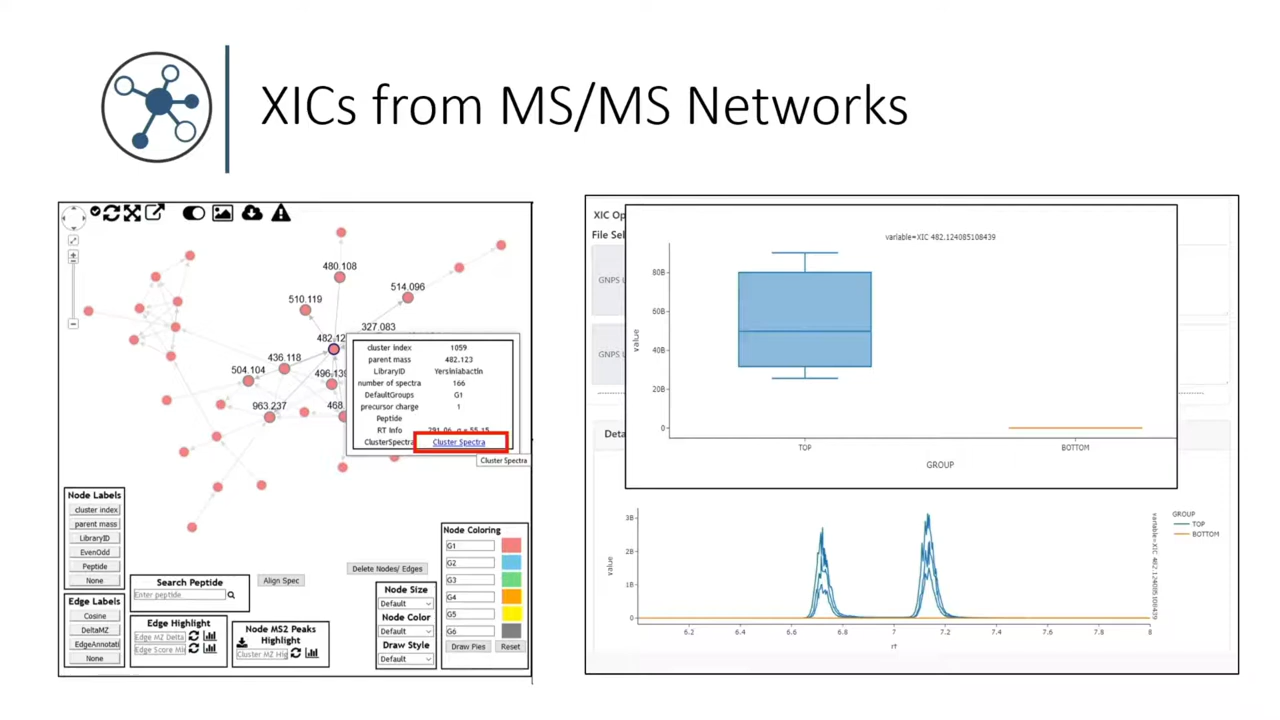 XICs from MS/MS Networks
480.108
514.096
510.119
327.083
482.12
436.118
504.104
496.139
963.237
468
cluster index 1059
parent mass 482.123
LibraryID Yersiniabactin
number of spectra 166
DefaultGroups G1
precursor charge 1
Peptide
RT Info
ClusterSpectra Cluster Spectra
Cluster Spectra
Node Labels
cluster index
parent mass
LibraryID
EvenOdd
Peptide
None
Edge Labels
Cosine
DeltaMZ
EdgeAnnotati
None
Search Peptide
Enter peptide
Align Spec
Edge Highlight
Edge MZ Delta
Edge Score Mi
Node MS2 Peaks
Highlight
Cluster MZ Hig
Delete Nodes/ Edges
Node Size
Default
Node Color
Default
Draw Style
Default
Node Coloring
G1
G2
G3
G4
G5
G6
Draw Pies Reset
XIC Op
File Sel
GNPS U
GNPS U
Deta
variable=XIC 482.124085108439
value
80B
60B
40B
20B
0
TOP BOTTOM
GROUP
value
3B
2B
1B
0
6.2 6.4 6.6 6.8 7 7.2 7.4 7.6 7.8 8
rt
variable=XIC 482.124085108439
GROUP
TOP
BOTTOM